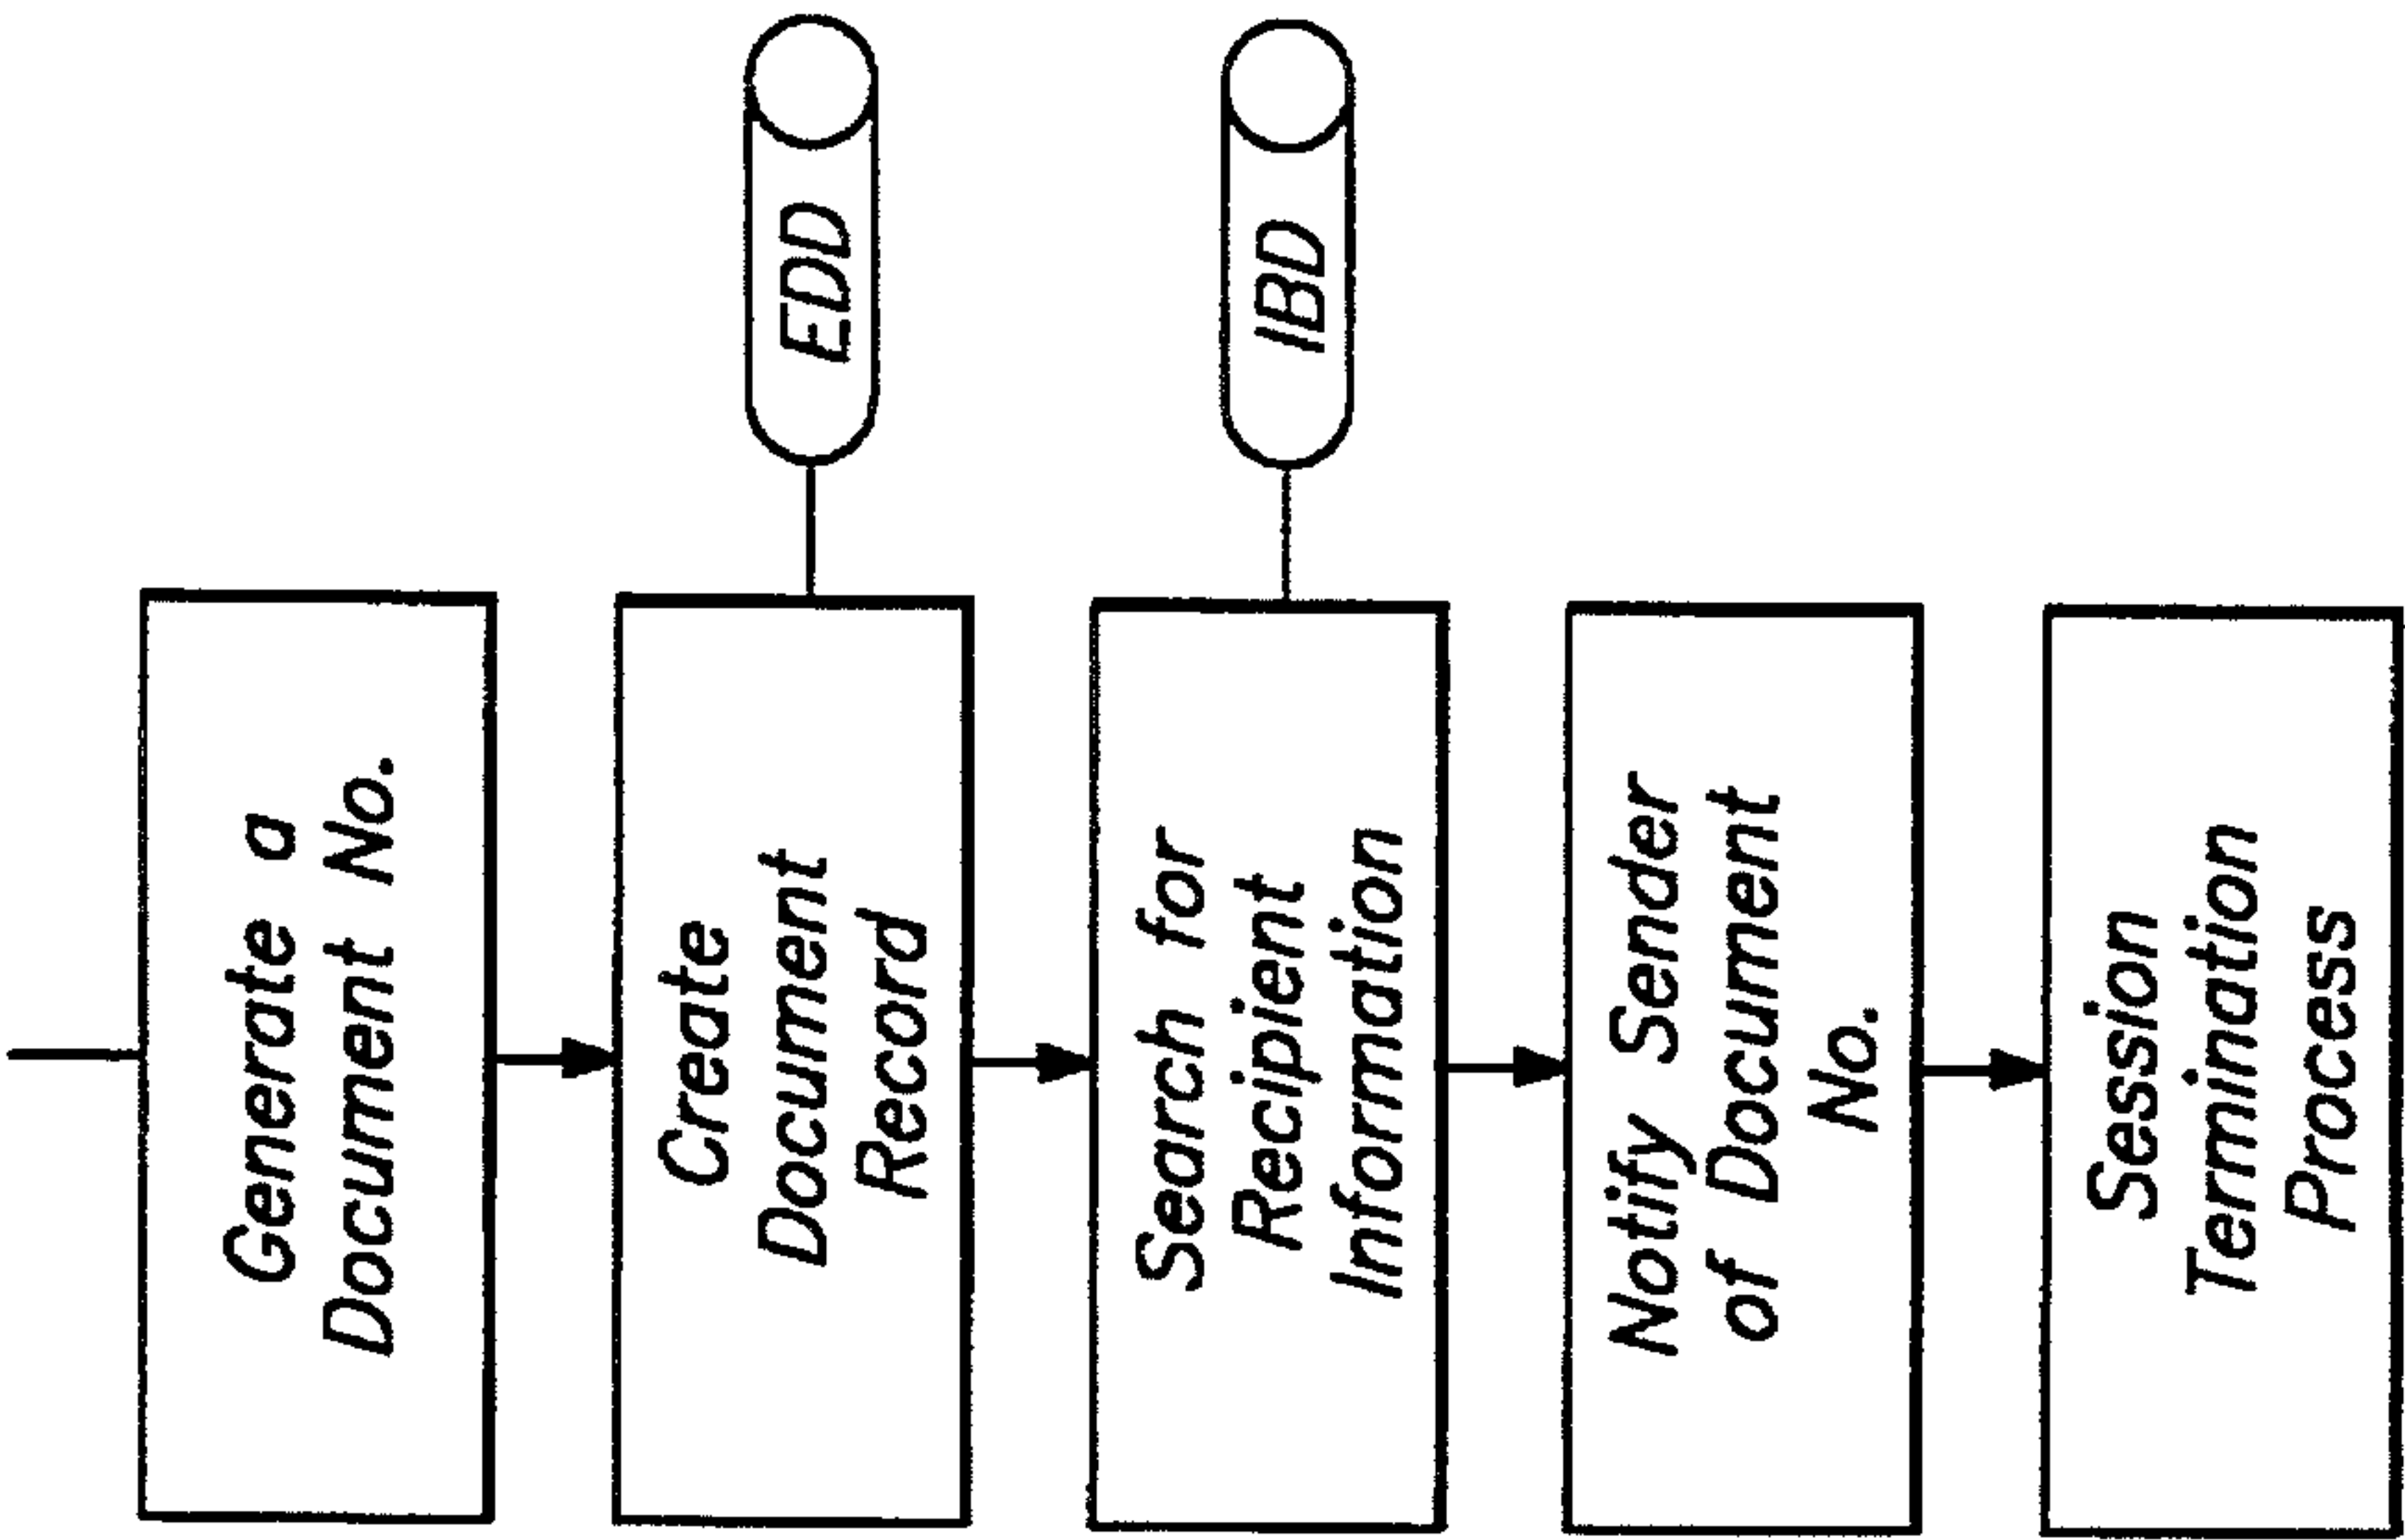 Generate a
Document No.
Create
Document
Record
EDD
Search for
Recipient
Information
IBD
Notify Sender
of Document
No.
Session
Termination
Process